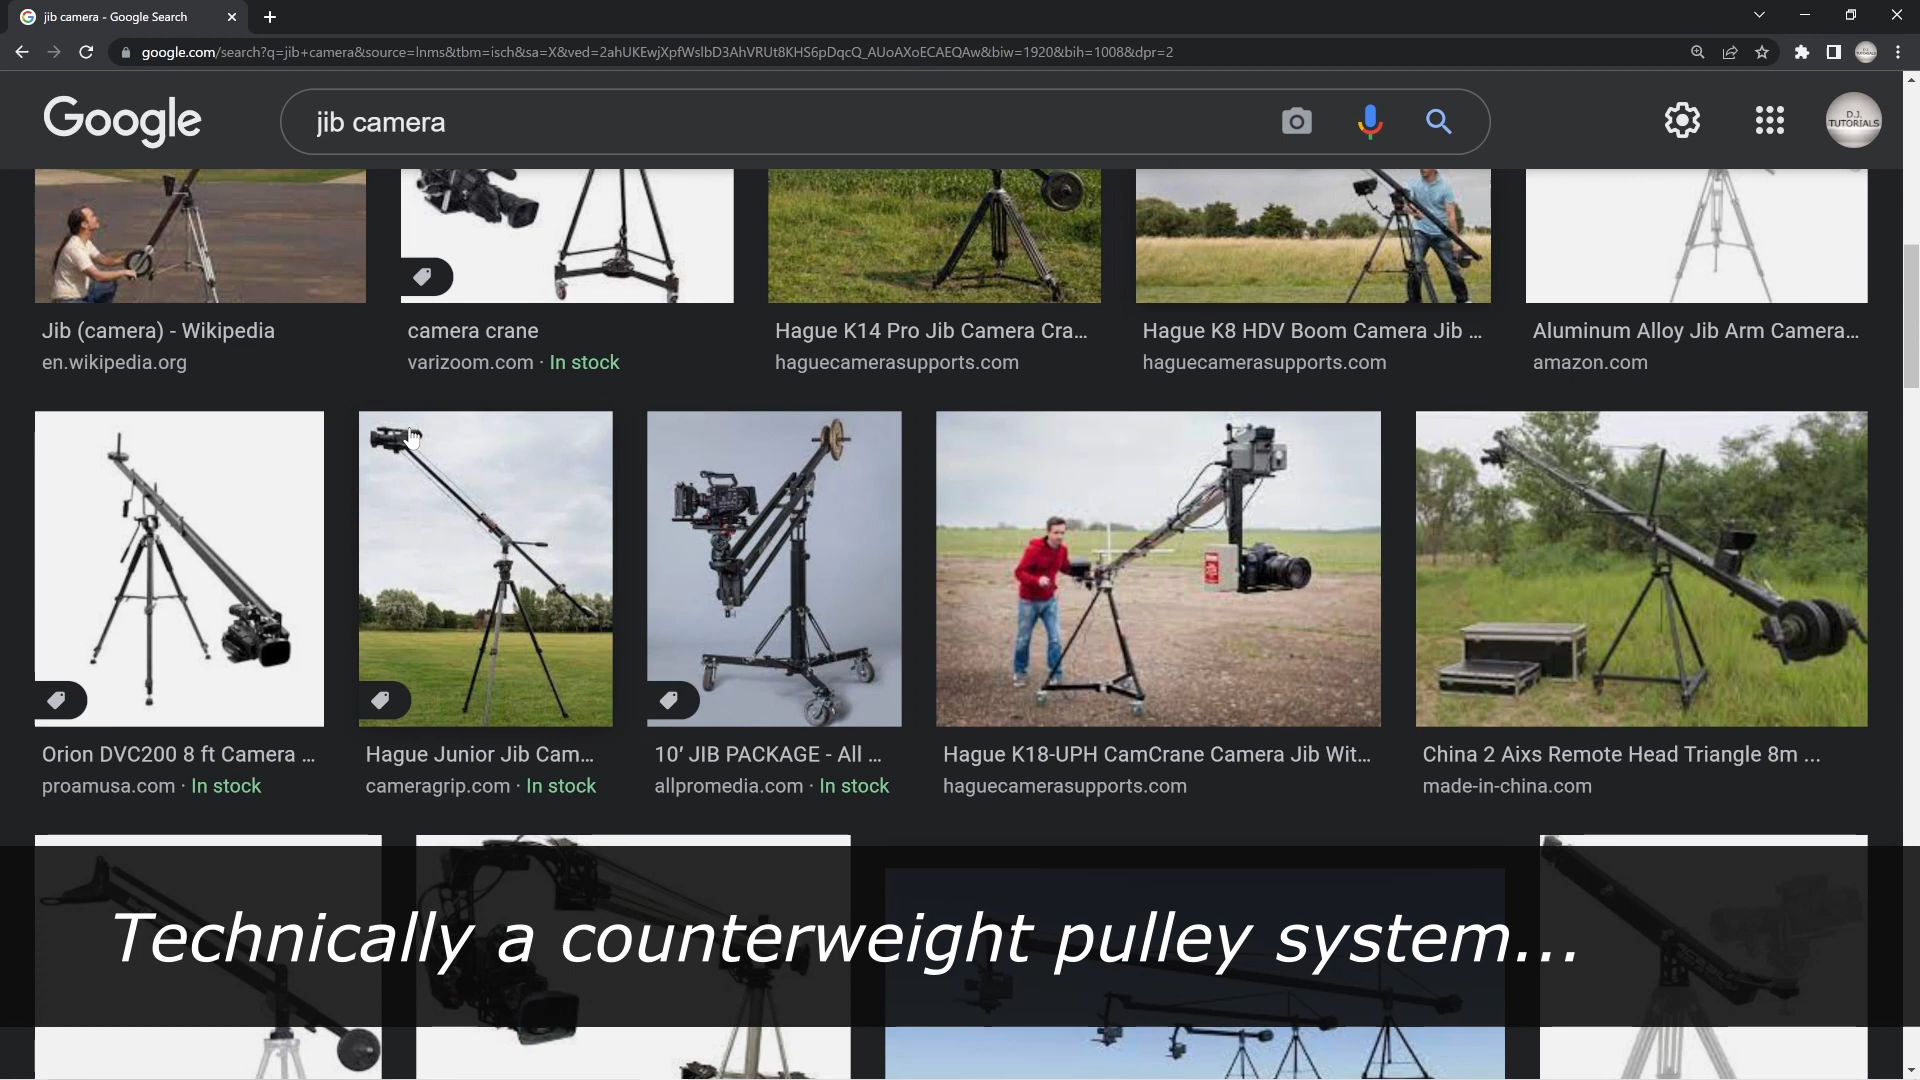 jib camera - Google Search
google.com/search?q=jib+camera&source=lnms&tbm=isch&sa=X&ved=2ahUKEwjXpfWslbD3AhVRUt8KHS6pDqcQ_AUoAXoECAEQAw&biw=1920&bih=1008&dpr=2
Google
jib camera
D.J.
TUTORIALS
Jib (camera) - Wikipedia
en.wikipedia.org
camera crane
varizoom.com · In stock
Hague K14 Pro Jib Camera Cra...
haguecamerasupports.com
Hague K8 HDV Boom Camera Jib ...
haguecamerasupports.com
Aluminum Alloy Jib Arm Camera...
amazon.com
Orion DVC200 8 ft Camera ...
proamusa.com · In stock
Hague Junior Jib Cam...
cameragrip.com · In stock
10' JIB PACKAGE - All ...
allpromedia.com · In stock
Hague K18-UPH CamCrane Camera Jib Wit...
haguecamerasupports.com
China 2 Aixs Remote Head Triangle 8m ...
made-in-china.com
Technically a counterweight pulley system...